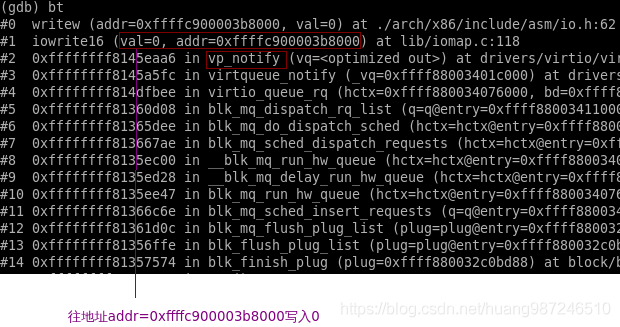 (gdb) bt
#0 writew (addr=0xffffc900003b8000, val=0) at ./arch/x86/include/asm/io.h:62
#1 iowrite16 (val=0, addr=0xffffc900003b8000) at lib/iomap.c:118
#2 0xffffffff8145eaa6 in vp_notify (vq=<optimized out>) at drivers/virtio/vir
#3 0xffffffff8145a5fc in virtqueue_notify (_vq=0xffff88003401c000) at drivers
#4 0xffffffff814dfbee in virtio_queue_rq (hctx=0xffff880034076000, bd=0xffff8
#5 0xffffffff81360d08 in blk_mq_dispatch_rq_list (q=q@entry=0xffff88003411000
#6 0xffffffff81365dee in blk_mq_do_dispatch_sched (hctx=hctx@entry=0xffff8800
#7 0xffffffff813667ae in blk_mq_sched_dispatch_requests (hctx=hctx@entry=0xff
#8 0xffffffff8135ec00 in __blk_mq_run_hw_queue (hctx=hctx@entry=0xffff8800340
#9 0xffffffff8135ed28 in __blk_mq_delay_run_hw_queue (hctx=hctx@entry=0xffff8
#10 0xffffffff8135ee47 in blk_mq_run_hw_queue (hctx=hctx@entry=0xffff88003407 6
#11 0xffffffff81366c6e in blk_mq_sched_insert_requests (q=q@entry=0xffff88003 4
#12 0xffffffff81361d0c in blk_mq_flush_plug_list (plug=plug@entry=0xffff880032
#13 0xffffffff81356ffe in blk_flush_plug_list (plug=plug@entry=0xffff880032c0b
#14 0xffffffff81357574 in blk_finish_plug (plug=0xffff880032c0bd88) at block/b
https://blog.csdn.net/huang987246510
往地址addr=0xffffc900003b8000写入0